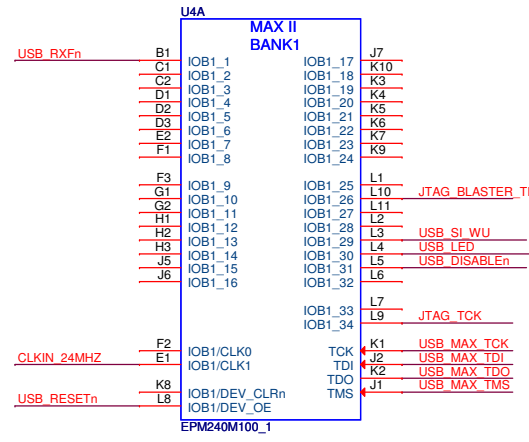 U4A
MAX II
BANK1
USB_RXFn B1 IOB1_1 IOB1_17 J7
C1 IOB1_2 IOB1_18 K10
C2 IOB1_3 IOB1_19 K3
D1 IOB1_4 IOB1_20 K4
D2 IOB1_5 IOB1_21 K5
D3 IOB1_6 IOB1_22 K6
E2 IOB1_7 IOB1_23 K7
F1 IOB1_8 IOB1_24 K9
F3 IOB1_9 IOB1_25 L1
G1 IOB1_10 IOB1_26 L10 JTAG_BLASTER_T
G2 IOB1_11 IOB1_27 L11
H1 IOB1_12 IOB1_28 L2
H2 IOB1_13 IOB1_29 L3 USB_SI_WU
H3 IOB1_14 IOB1_30 L4 USB_LED
J5 IOB1_15 IOB1_31 L5 USB_DISABLEn
J6 IOB1_16 IOB1_32 L6
IOB1_33 L7
IOB1_34 L9 JTAG_TCK
F2 IOB1/CLK0 TCK K1 USB_MAX_TCK
CLKIN_24MHZ E1 IOB1/CLK1 TDI J2 USB_MAX_TDI
TDO K2 USB_MAX_TDO
K8 IOB1/DEV_CLRn TMS J1 USB_MAX_TMS
USB_RESETn L8 IOB1/DEV_OE
EPM240M100_1